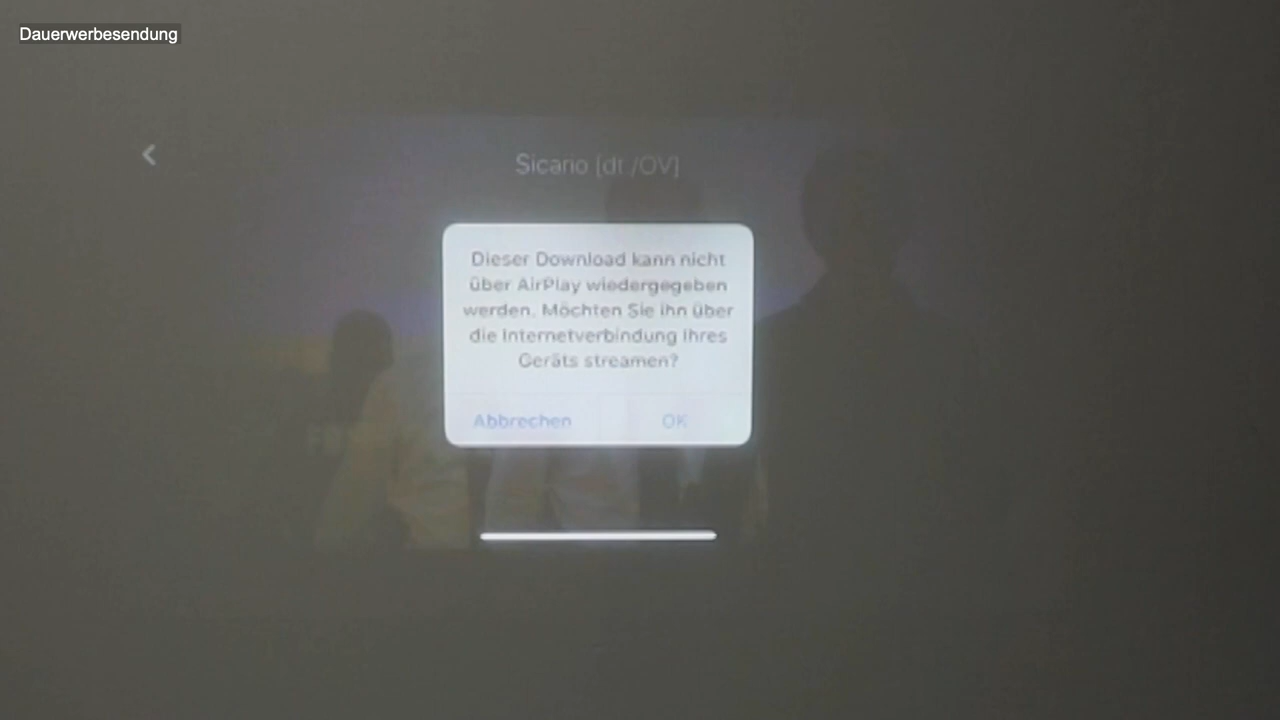 Dauerwerbesendung
Sicario [dt./OV]
Dieser Download kann nicht
über AirPlay wiedergegeben
werden. Möchten Sie ihn über
die Internetverbindung Ihres
Geräts streamen?
Abbrechen
OK